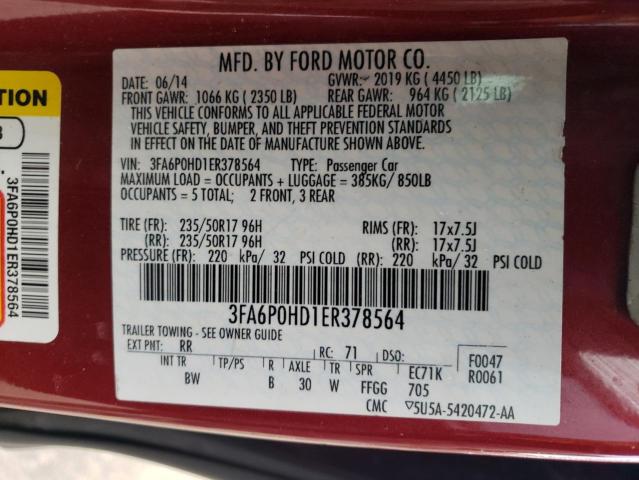 MFD. BY FORD MOTOR CO.
DATE: 06/14 GVWR: 2019 KG ( 4450 LB)
FRONT GAWR: 1066 KG ( 2350 LB) REAR GAWR: 964 KG ( 2125 LB)
THIS VEHICLE CONFORMS TO ALL APPLICABLE FEDERAL MOTOR
VEHICLE SAFETY, BUMPER, AND THEFT PREVENTION STANDARDS
IN EFFECT ON THE DATE OF MANUFACTURE SHOWN ABOVE.
VIN: 3FA6P0HD1ER378564 TYPE: Passenger Car
MAXIMUM LOAD = OCCUPANTS + LUGGAGE = 385KG/ 850LB
OCCUPANTS = 5 TOTAL; 2 FRONT, 3 REAR
TIRE (FR): 235/50R17 96H RIMS (FR): 17x7.5J
(RR): 235/50R17 96H (RR): 17x7.5J
PRESSURE (FR): 220 kPa/ 32 PSI COLD (RR): 220 kPa/ 32 PSI COLD
3FA6P0HD1ER378564
TRAILER TOWING - SEE OWNER GUIDE
EXT PNT: RR RC: 71 DSO: F0047
INT TR TP/PS R AXLE TR SPR EC71K R0061
BW B 30 W FFGG 705
CMC ▽5U5A-5420472-AA
TION
3FA6P0HD1ER378564